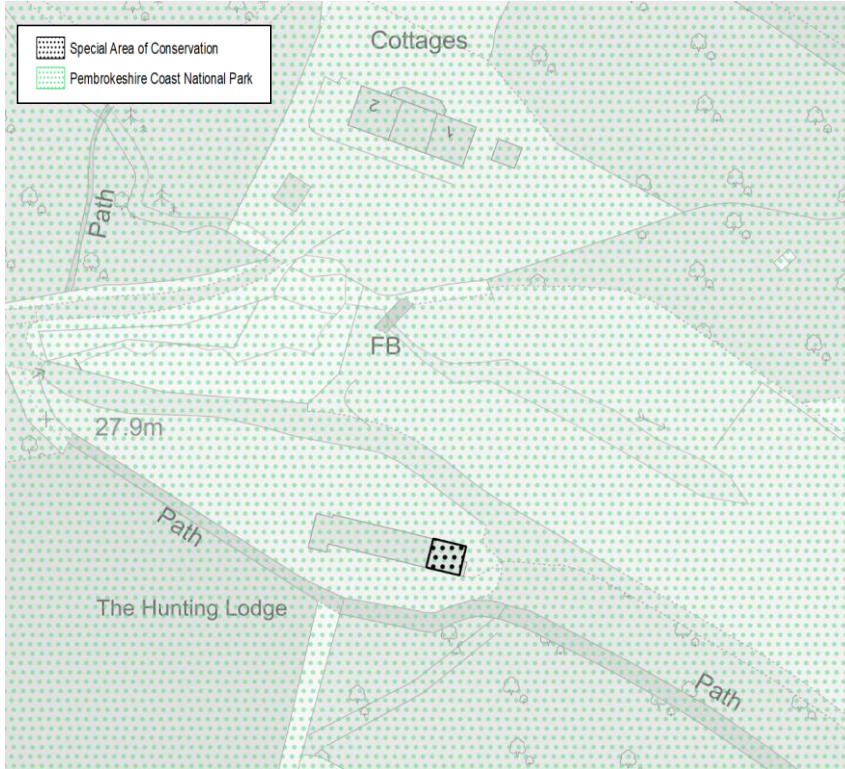 Special Area of Conservation
Pembrokeshire Coast National Park
Cottages
2
1
Path
FB
27.9m
Path
The Hunting Lodge
Path